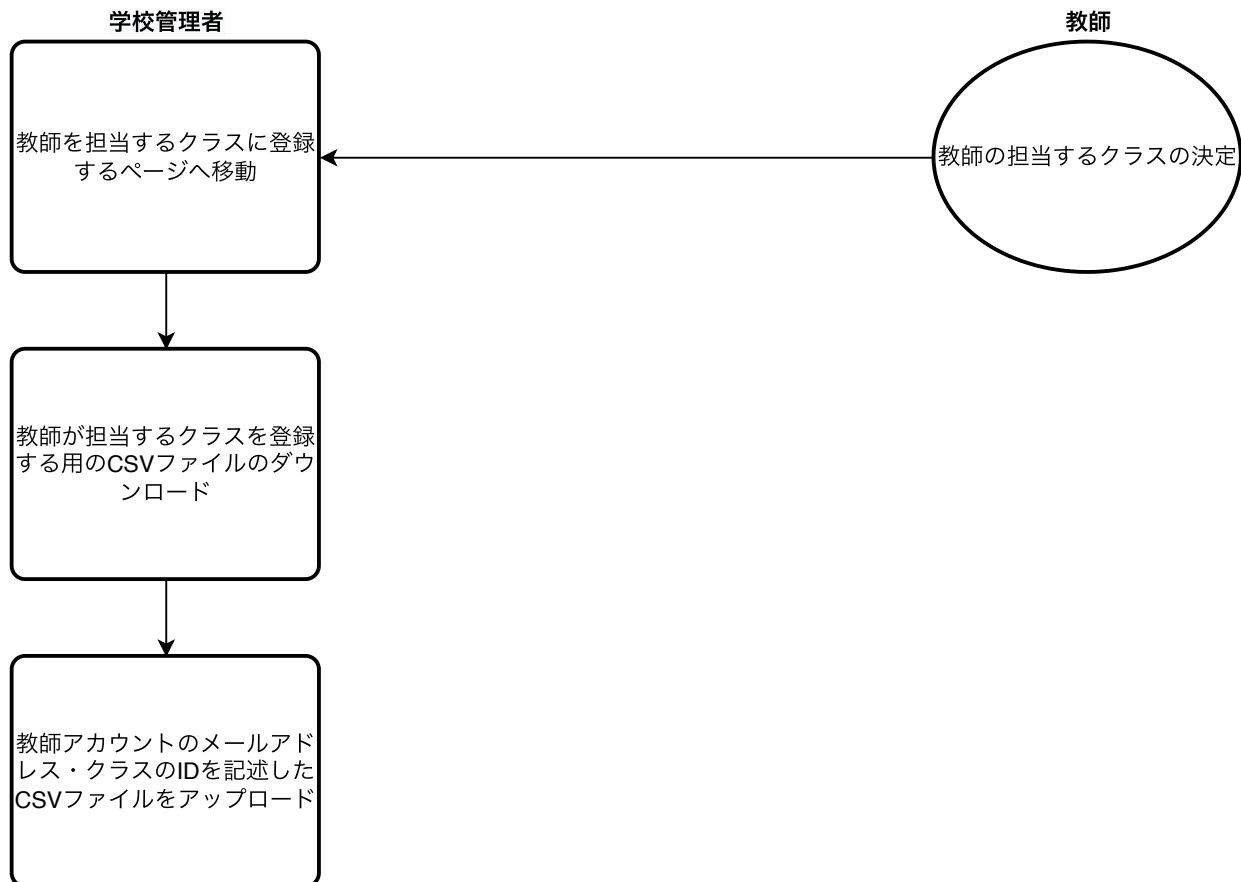 学校管理者
教師
教師を担当するクラスに登録
するページへ移動
教師の担当するクラスの決定
教師が担当するクラスを登録
する用のCSVファイルのダウ
ンロード
教師アカウントのメールアド
レス・クラスのIDを記述した
CSVファイルをアップロード